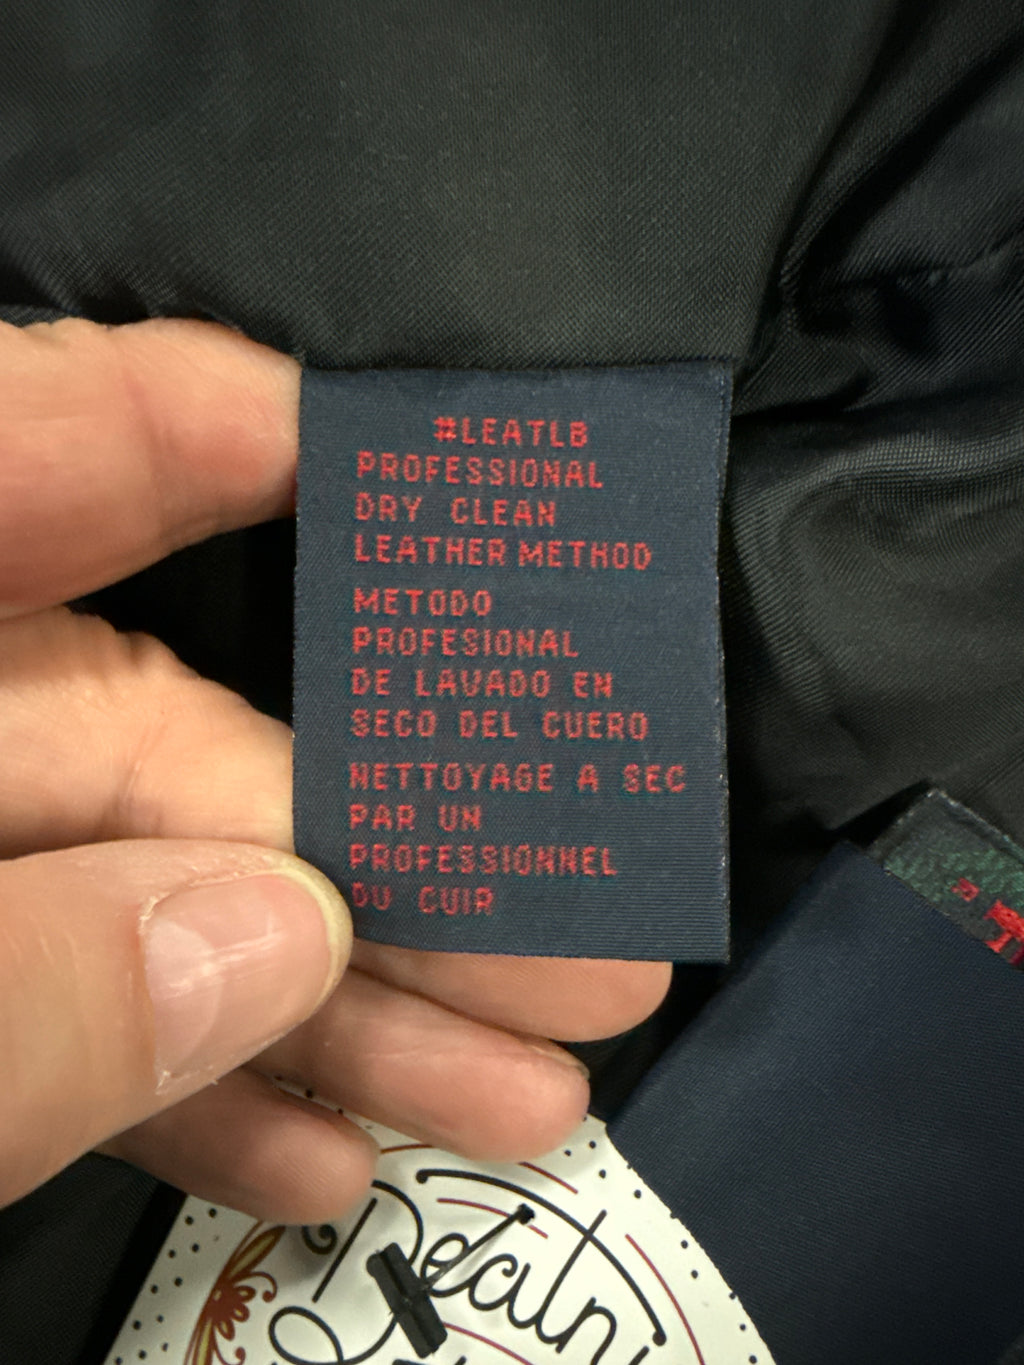 #LEATLB
PROFESSIONAL
DRY CLEAN
LEATHER METHOD
METODO
PROFESIONAL
DE LAVADO EN
SECO DEL CUERO
NETTOYAGE A SEC
PAR UN
PROFESSIONNEL
DU CUIR